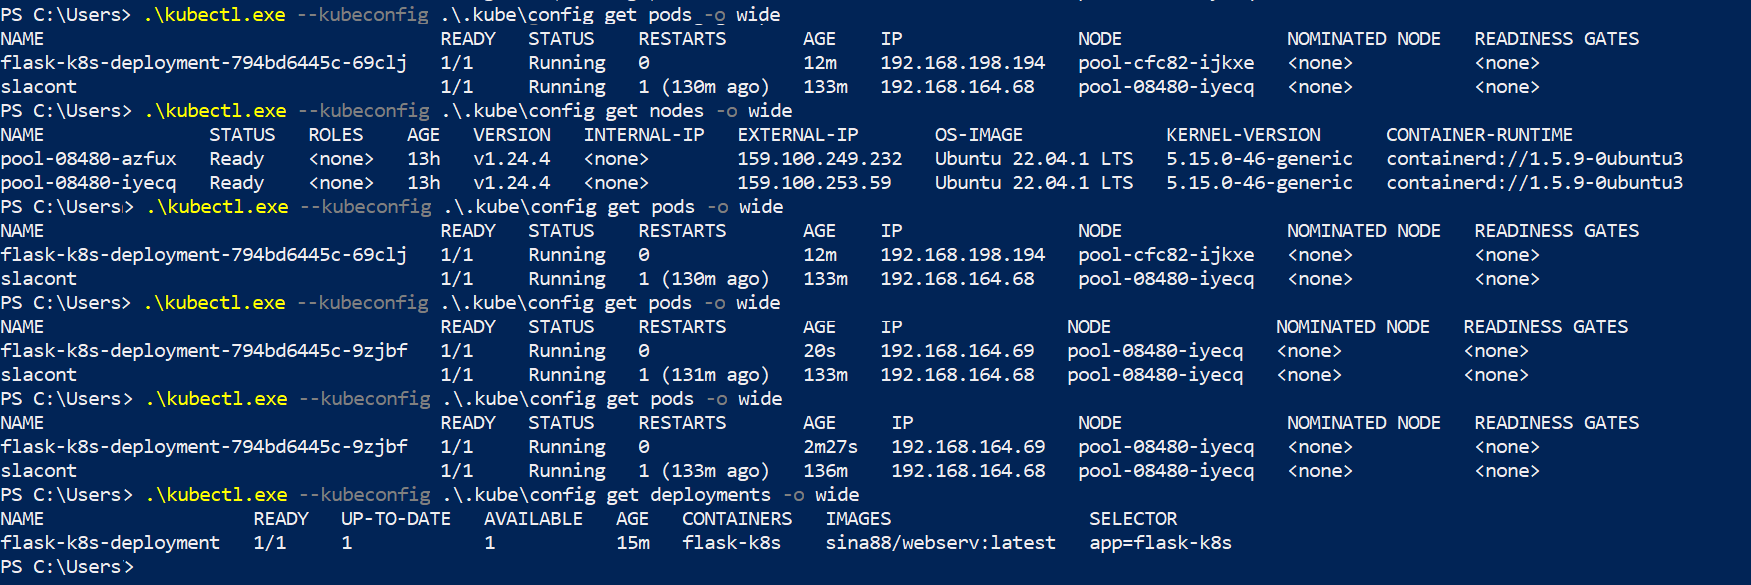 PS C:\Users> .\kubectl.exe --kubeconfig .\.kube\config get pods -o wide
NAME                                    READY   STATUS    RESTARTS       AGE    IP                NODE               NOMINATED NODE   READINESS GATES
flask-k8s-deployment-794bd6445c-69clj   1/1     Running   0              12m    192.168.198.194   pool-cfc82-ijkxe   <none>           <none>
slacont                                 1/1     Running   1 (130m ago)   133m   192.168.164.68    pool-08480-iyecq   <none>           <none>
PS C:\Users> .\kubectl.exe --kubeconfig .\.kube\config get nodes -o wide
NAME               STATUS   ROLES    AGE   VERSION   INTERNAL-IP   EXTERNAL-IP       OS-IMAGE             KERNEL-VERSION     CONTAINER-RUNTIME
pool-08480-azfux   Ready    <none>   13h   v1.24.4   <none>        159.100.249.232   Ubuntu 22.04.1 LTS   5.15.0-46-generic   containerd://1.5.9-0ubuntu3
pool-08480-iyecq   Ready    <none>   13h   v1.24.4   <none>        159.100.253.59    Ubuntu 22.04.1 LTS   5.15.0-46-generic   containerd://1.5.9-0ubuntu3
PS C:\Users> .\kubectl.exe --kubeconfig .\.kube\config get pods -o wide
NAME                                    READY   STATUS    RESTARTS       AGE    IP                NODE               NOMINATED NODE   READINESS GATES
flask-k8s-deployment-794bd6445c-69clj   1/1     Running   0              12m    192.168.198.194   pool-cfc82-ijkxe   <none>           <none>
slacont                                 1/1     Running   1 (130m ago)   133m   192.168.164.68    pool-08480-iyecq   <none>           <none>
PS C:\Users> .\kubectl.exe --kubeconfig .\.kube\config get pods -o wide
NAME                                    READY   STATUS    RESTARTS       AGE    IP               NODE               NOMINATED NODE   READINESS GATES
flask-k8s-deployment-794bd6445c-9zjbf   1/1     Running   0              20s    192.168.164.69   pool-08480-iyecq   <none>           <none>
slacont                                 1/1     Running   1 (131m ago)   133m   192.168.164.68   pool-08480-iyecq   <none>           <none>
PS C:\Users> .\kubectl.exe --kubeconfig .\.kube\config get pods -o wide
NAME                                    READY   STATUS    RESTARTS       AGE     IP               NODE               NOMINATED NODE   READINESS GATES
flask-k8s-deployment-794bd6445c-9zjbf   1/1     Running   0              2m27s   192.168.164.69   pool-08480-iyecq   <none>           <none>
slacont                                 1/1     Running   1 (133m ago)   136m    192.168.164.68   pool-08480-iyecq   <none>           <none>
PS C:\Users> .\kubectl.exe --kubeconfig .\.kube\config get deployments -o wide
NAME                   READY   UP-TO-DATE   AVAILABLE   AGE   CONTAINERS   IMAGES                  SELECTOR
flask-k8s-deployment   1/1     1            1           15m   flask-k8s    sina88/webserv:latest   app=flask-k8s
PS C:\Users>